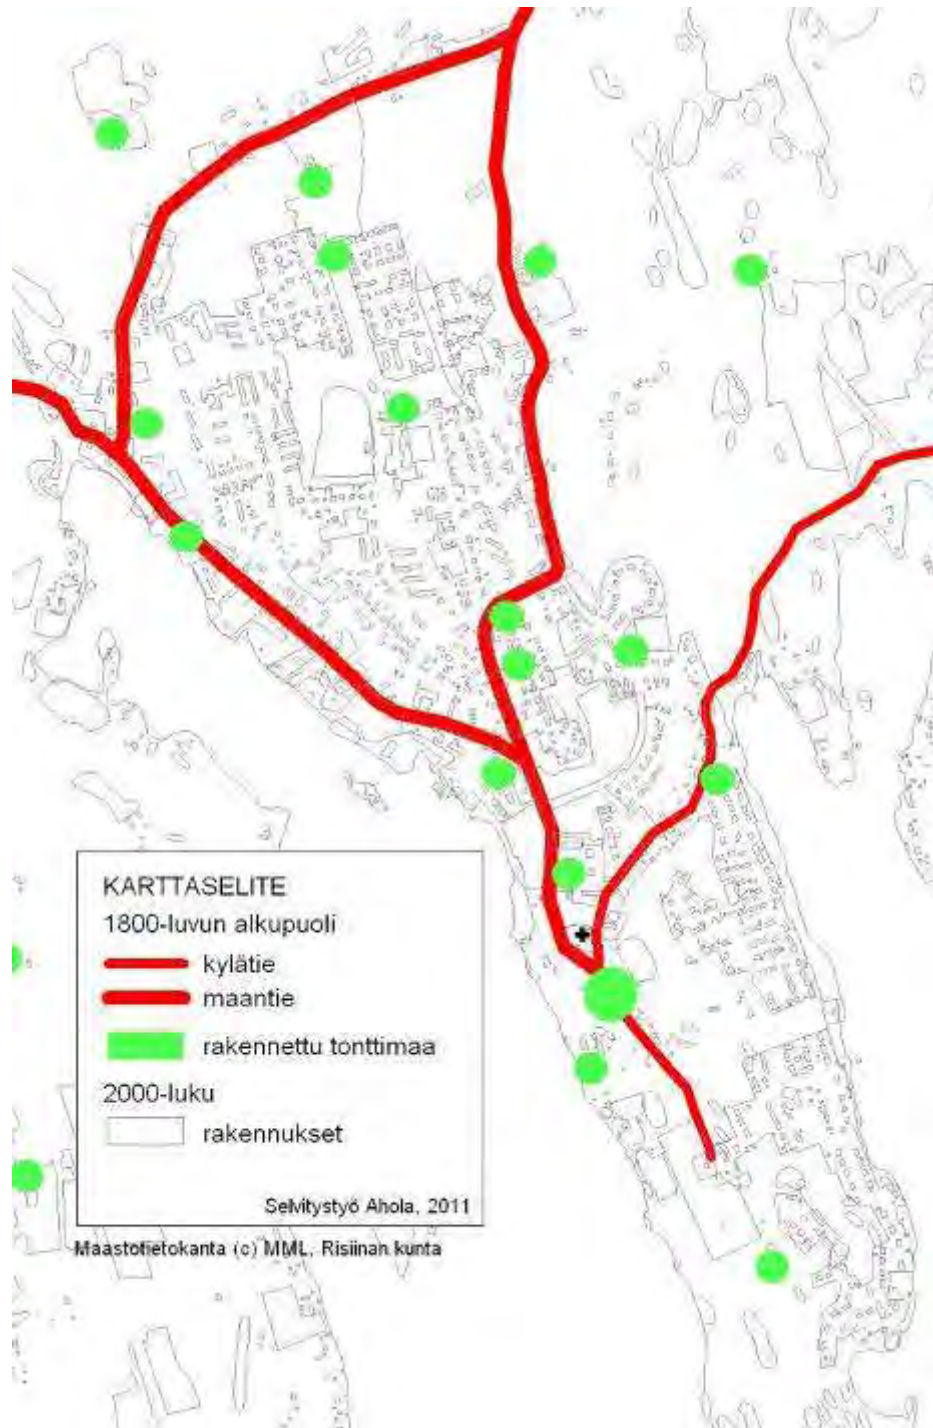 KARTTASELITE
1800-luvun alkupuoli
kylätie
maantie
rakennettu tonttimaa
2000-luku
rakennukset
Selvitystyö Ahola, 2011
Maastotietokanta (c) MML, Risiinan kunta